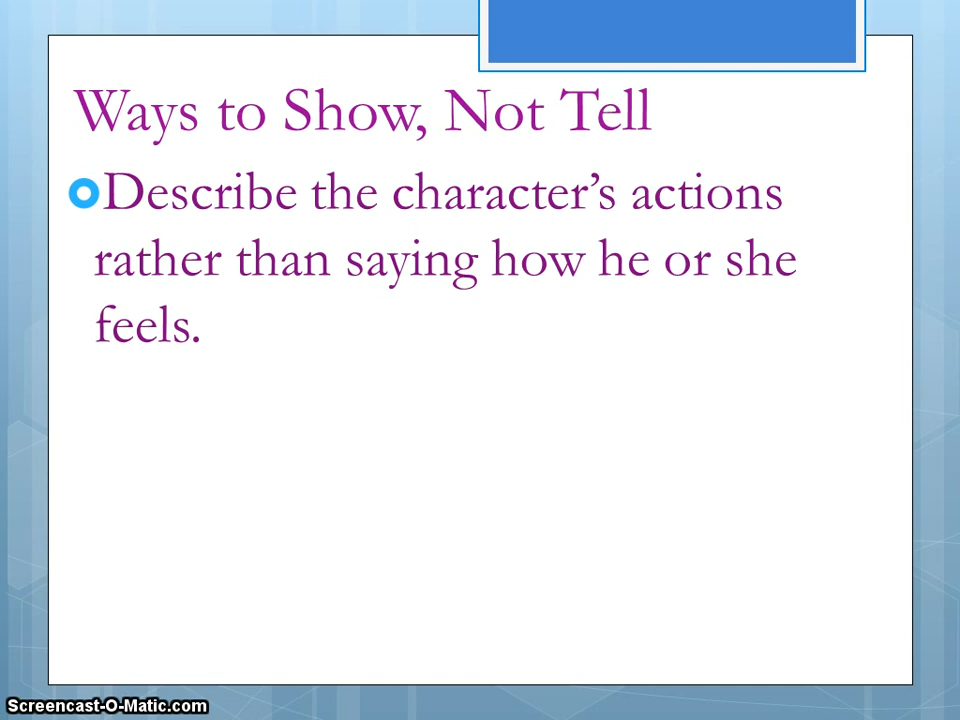 Ways to Show, Not Tell
Describe the character’s actions
rather than saying how he or she
feels.
Screencast-O-Matic.com